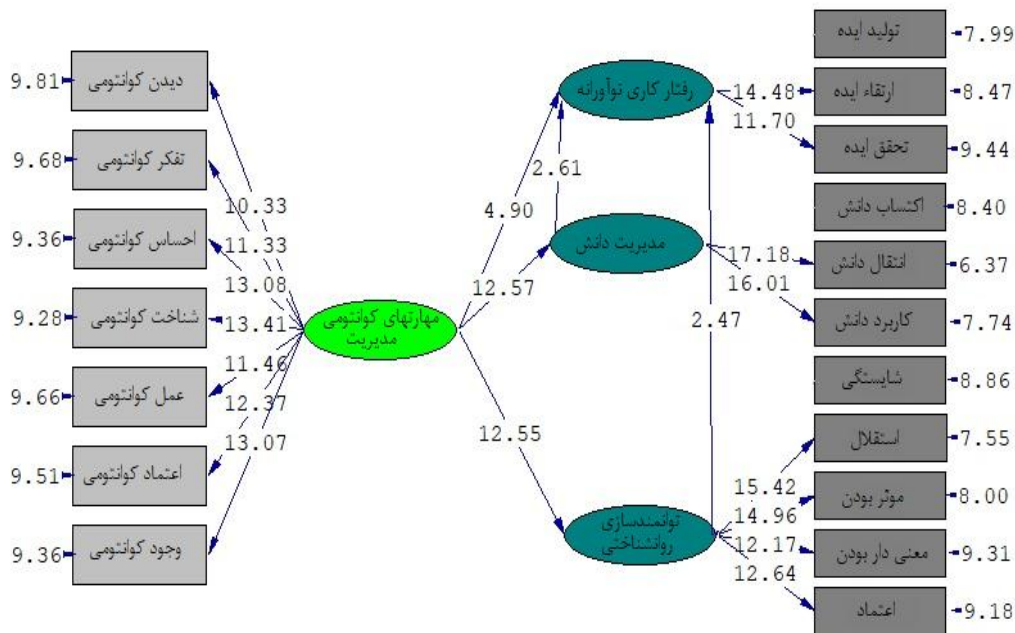 9.81
دیدن کوانتومی
9.68
تفکر کوانتومی
9.36
احساس کوانتومی
9.28
شناخت کوانتومی
9.66
عمل کوانتومی
9.51
اعتماد کوانتومی
9.36
وجود کوانتومی
10.33
11.33
13.08
13.41
11.46
12.37
13.07
مهارتهای کوانتومی
مدیریت
4.90
12.57
12.55
2.61
2.47
رفتار کاری نوآورانه
مدیریت دانش
توانمندسازی
روانشناختی
14.48
11.70
17.18
16.01
15.42
14.96
12.17
12.64
تولید ایده
7.99
ارتقاء ایده
8.47
تحقق ایده
9.44
اکتساب دانش
8.40
انتقال دانش
6.37
کاربرد دانش
7.74
شایستگی
8.86
استقلال
7.55
موثر بودن
8.00
معنی دار بودن
9.31
اعتماد
9.18